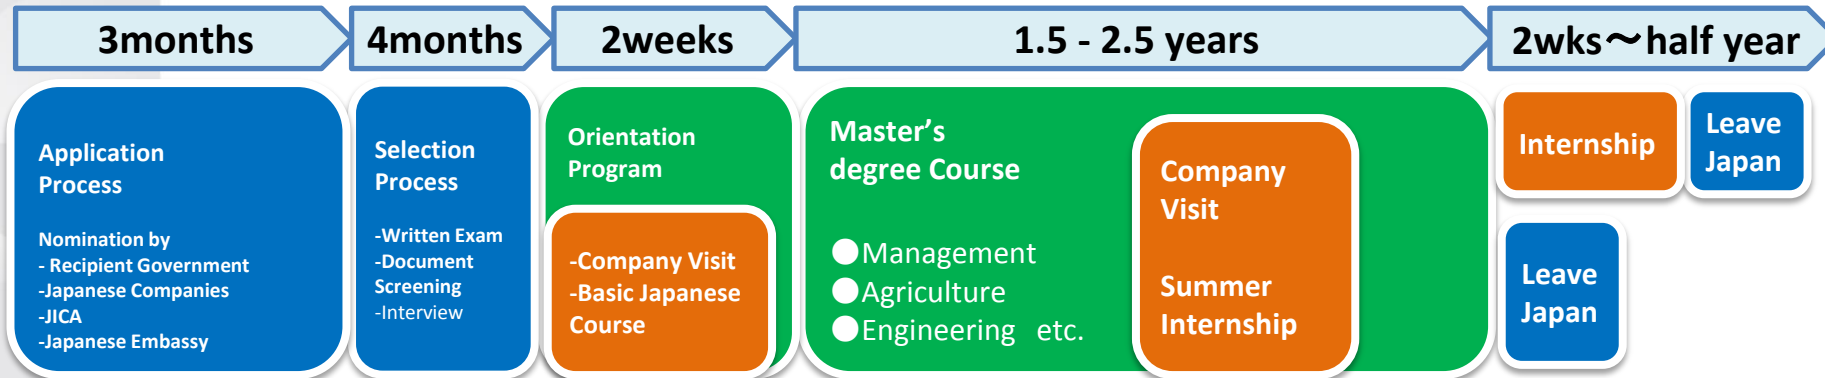 3months
4months
2weeks
1.5 - 2.5 years
2wks～half year
Application
Process
Nomination by
- Recipient Government
-Japanese Companies
-JICA
-Japanese Embassy
Selection
Process
-Written Exam
-Document
Screening
-Interview
Orientation
Program
-Company Visit
-Basic Japanese
Course
Master’s
degree Course
●Management
●Agriculture
●Engineering etc.
Company
Visit
Summer
Internship
Internship
Leave
Japan
Leave
Japan